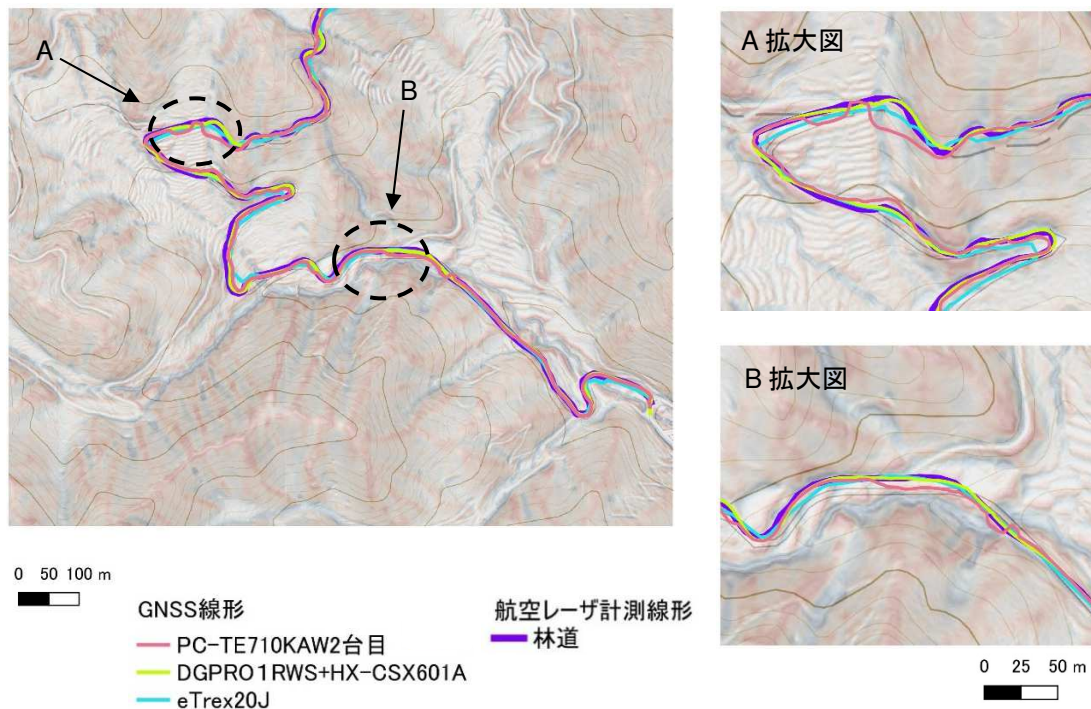 A
B
A 拡大図
B 拡大図
0 50 100 m
GNSS線形
PC-TE710KAW2台目
DGPRO1RWS+HX-CSX601A
eTrex20J
航空レーザ計測線形
林道
0 25 50 m